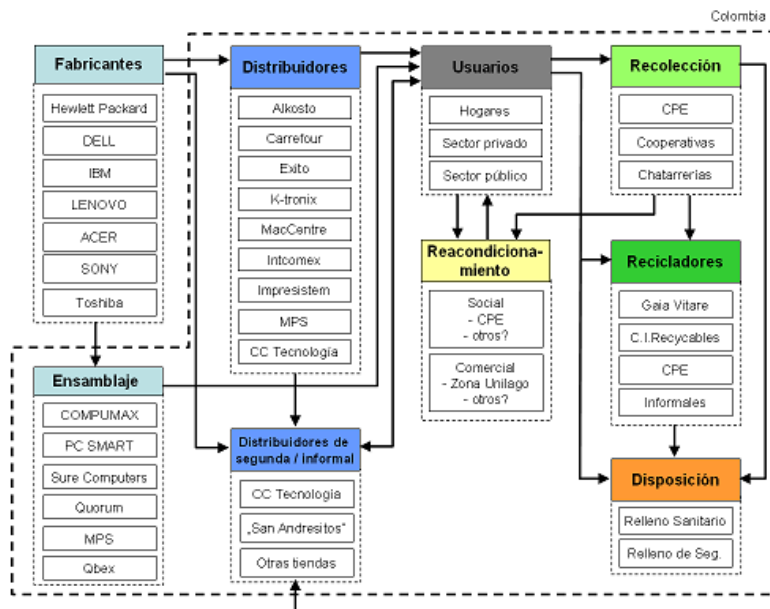 Colombia
Fabricantes
Hewlett Packard
DELL
IBM
LENOVO
ACER
SONY
Toshiba
Ensamblaje
COMPUMAX
PC SMART
Sure Computers
Quorum
MPS
Qbex
Distribuidores
Alkosto
Carrefour
Exito
K-tronix
MacCentre
Intcomex
Impresistem
MPS
CC Tecnología
Distribuidores de
segunda / informal
CC Tecnología
„San Andresitos"
Otras tiendas
Usuarios
Hogares
Sector privado
Sector público
Reacondiciona-
miento
Social
- CPE
- otros?
Comercial
- Zona Unilago
- otros?
Recolección
CPE
Cooperativas
Chatarrerías
Recicladores
Gaia Vitare
C.I.Recycables
CPE
Informales
Disposición
Relleno Sanitario
Relleno de Seg.